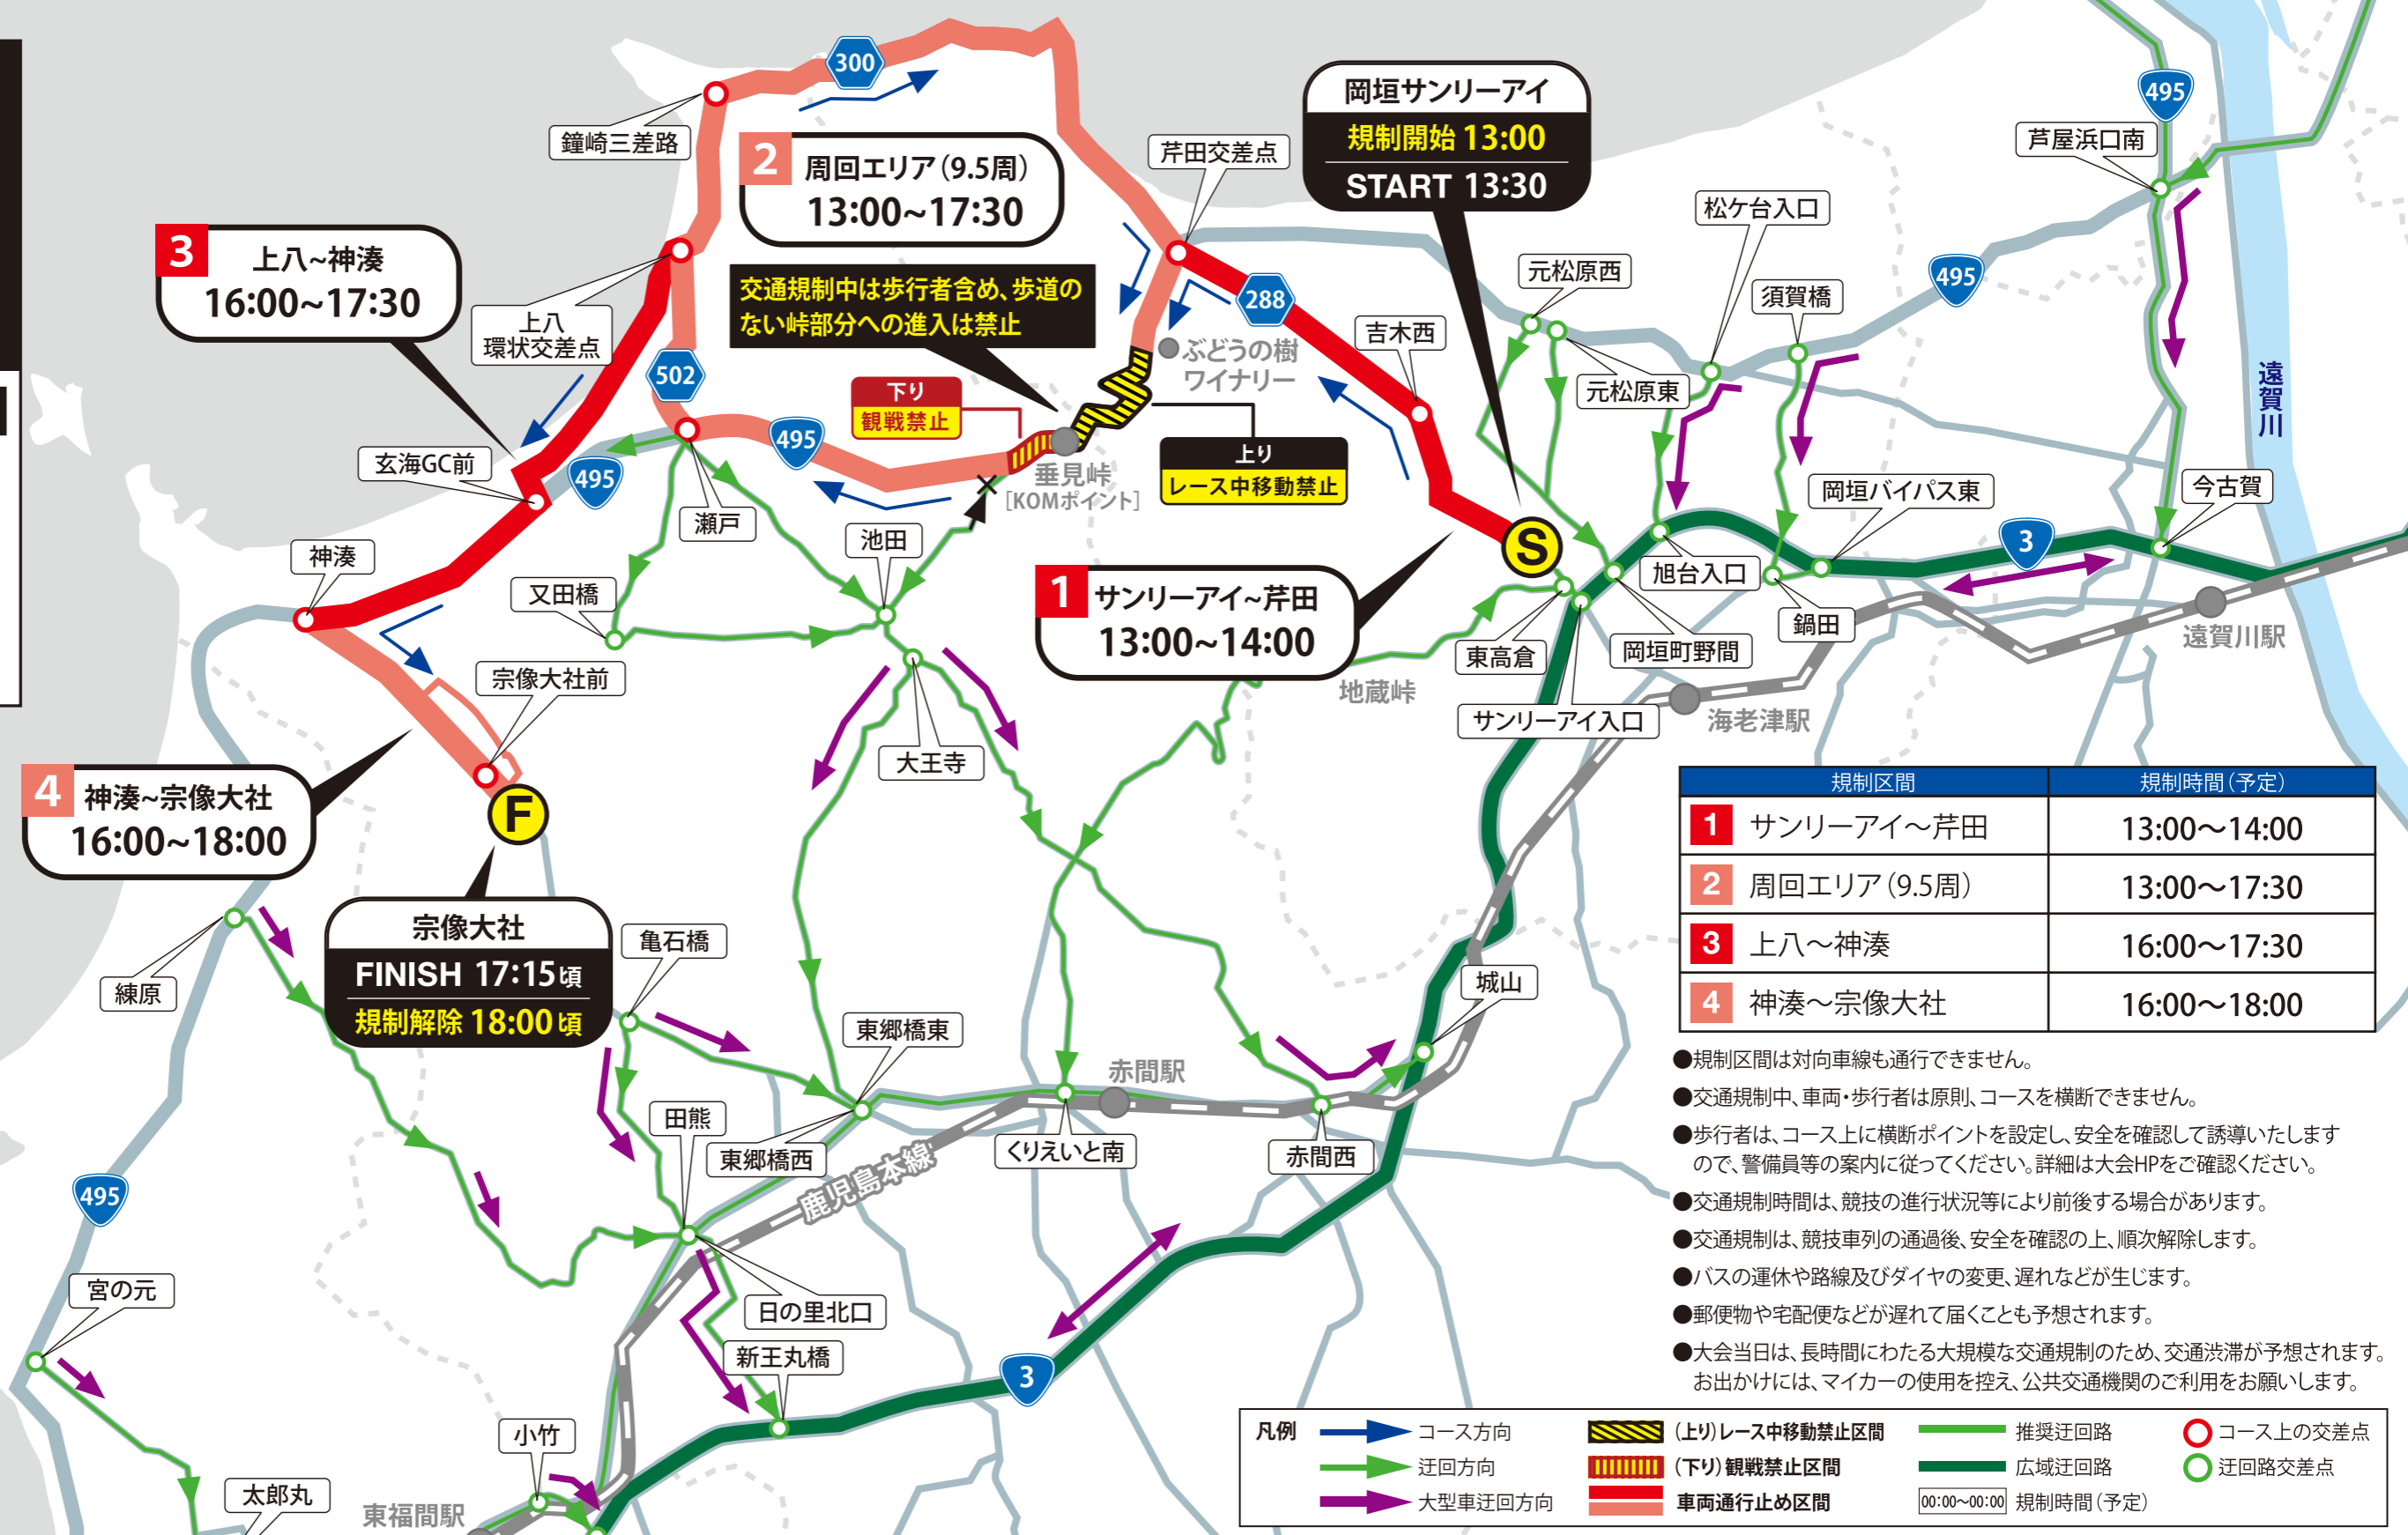 300
495
鐘崎三差路
2 周回エリア（9.5周）
13:00~17:30
芹田交差点
岡垣サンリーアイ
規制開始 13:00
START 13:30
芦屋浜口南
松ケ台入口
3 上八~神湊
16:00~17:30
交通規制中は歩行者含め、歩道の
ない峠部分への進入は禁止
288
元松原西
須賀橋
495
上八
環状交差点
502
ぶどうの樹
ワイナリー
吉木西
元松原東
遠賀川
下り
観戦禁止
495
上り
レース中移動禁止
玄海GC前
495
垂見峠
［KOMポイント］
瀬戸
岡垣バイパス東
今古賀
神湊
池田
S
3
旭台入口
又田橋
1 サンリーアイ~芹田
13:00~14:00
鍋田
遠賀川駅
東高倉
岡垣町野間
宗像大社前
地蔵峠
サンリーアイ入口
海老津駅
大王寺
4 神湊~宗像大社
16:00~18:00
F
規制区間 規制時間（予定）
1 サンリーアイ～芹田 13:00～14:00
2 周回エリア（9.5周） 13:00～17:30
3 上八～神湊 16:00～17:30
4 神湊～宗像大社 16:00～18:00
宗像大社
FINISH 17:15頃
規制解除 18:00頃
亀石橋
練原
城山
東郷橋東
赤間駅
田熊
東郷橋西
くりえいと南
赤間西
鹿児島本線
495
●規制区間は対向車線も通行できません。
●交通規制中、車両・歩行者は原則、コースを横断できません。
●歩行者は、コース上に横断ポイントを設定し、安全を確認して誘導いたします
ので、警備員等の案内に従ってください。詳細は大会HPをご確認ください。
●交通規制時間は、競技の進行状況等により前後する場合があります。
●交通規制は、競技車列の通過後、安全を確認の上、順次解除します。
●バスの運休や路線及びダイヤの変更、遅れなどが生じます。
●郵便物や宅配便などが遅れて届くことも予想されます。
●大会当日は、長時間にわたる大規模な交通規制のため、交通渋滞が予想されます。
お出かけには、マイカーの使用を控え、公共交通機関のご利用をお願いします。
宮の元
日の里北口
新王丸橋
3
小竹
太郎丸
東福間駅
凡例 コース方向 (上り)レース中移動禁止区間 推奨迂回路 コース上の交差点
迂回方向 (下り)観戦禁止区間 広域迂回路 迂回路交差点
大型車迂回方向 車両通行止め区間 00:00~00:00 規制時間（予定）